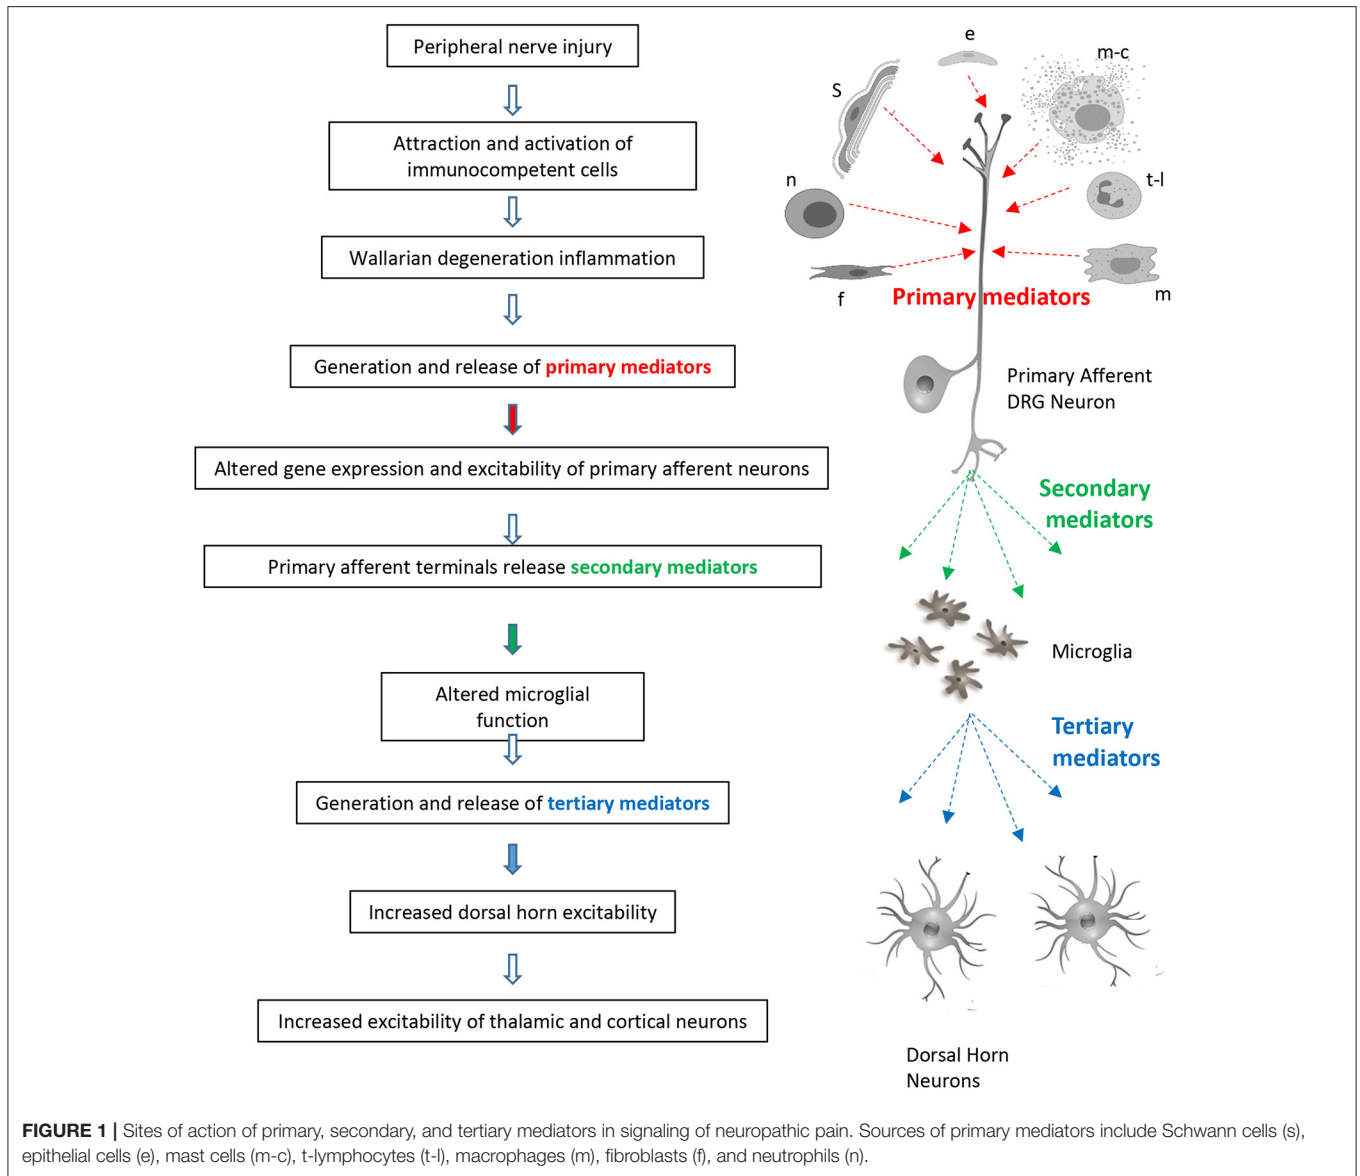 Peripheral nerve injury
Attraction and activation of
immunocompetent cells
Wallarian degeneration inflammation
Generation and release of primary mediators
Altered gene expression and excitability of primary afferent neurons
Primary afferent terminals release secondary mediators
Altered microglial
function
Generation and release of tertiary mediators
Increased dorsal horn excitability
Increased excitability of thalamic and cortical neurons
e
m-c
S
n
t-l
f
m
Primary mediators
Primary Afferent
DRG Neuron
Secondary
mediators
Microglia
Tertiary
mediators
Dorsal Horn
Neurons
FIGURE 1 | Sites of action of primary, secondary, and tertiary mediators in signaling of neuropathic pain. Sources of primary mediators include Schwann cells (s),
epithelial cells (e), mast cells (m-c), t-lymphocytes (t-l), macrophages (m), fibroblasts (f), and neutrophils (n).